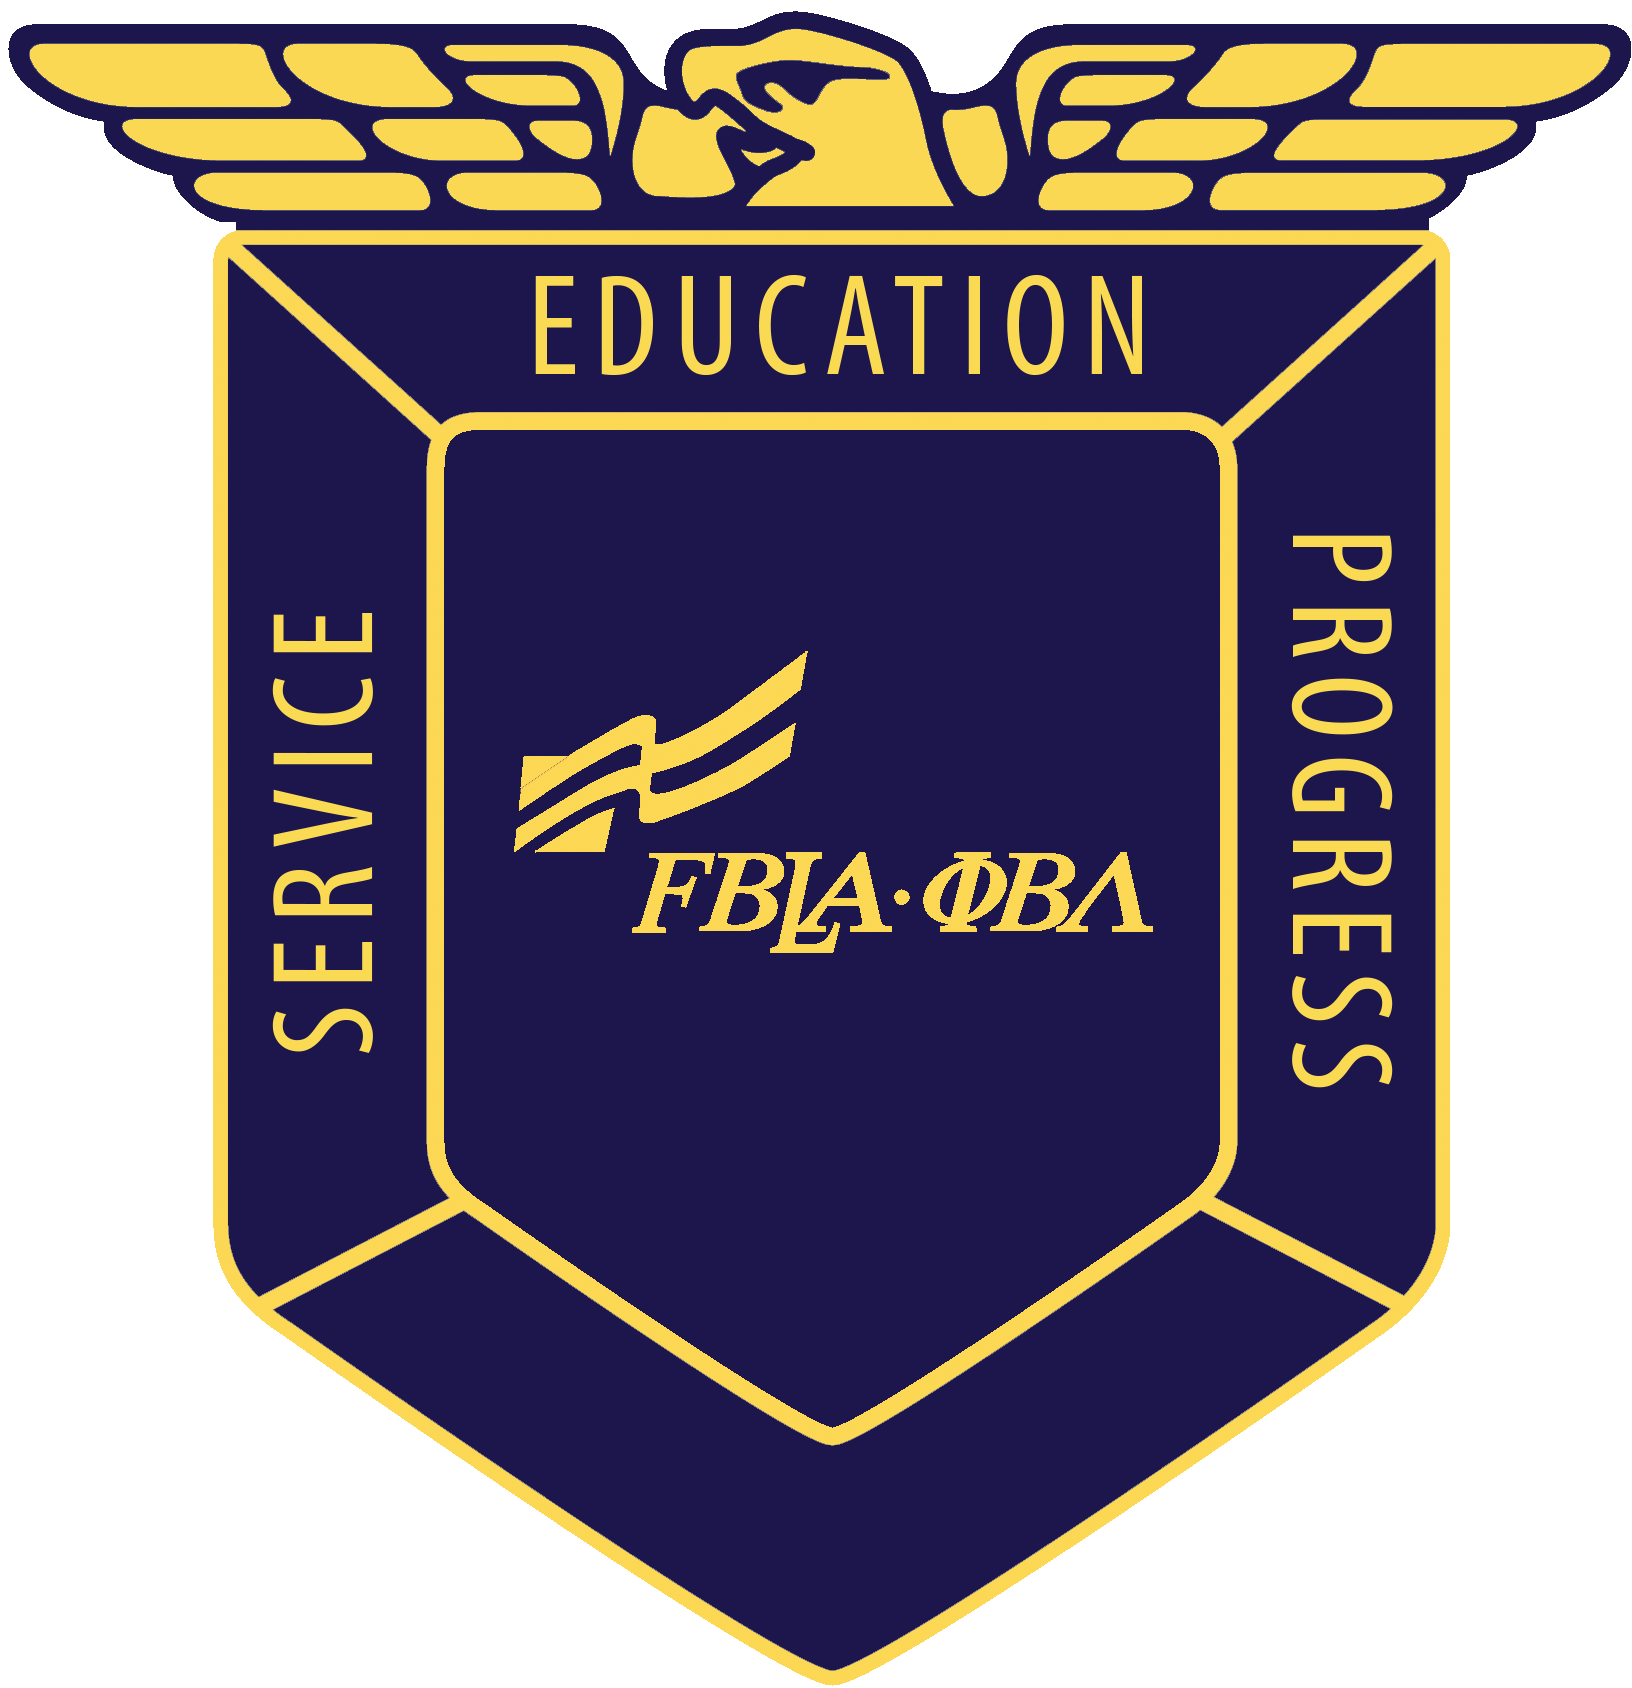 EDUCATION
SERVICE
PROGRESS
FBLA·ΦΒΛ